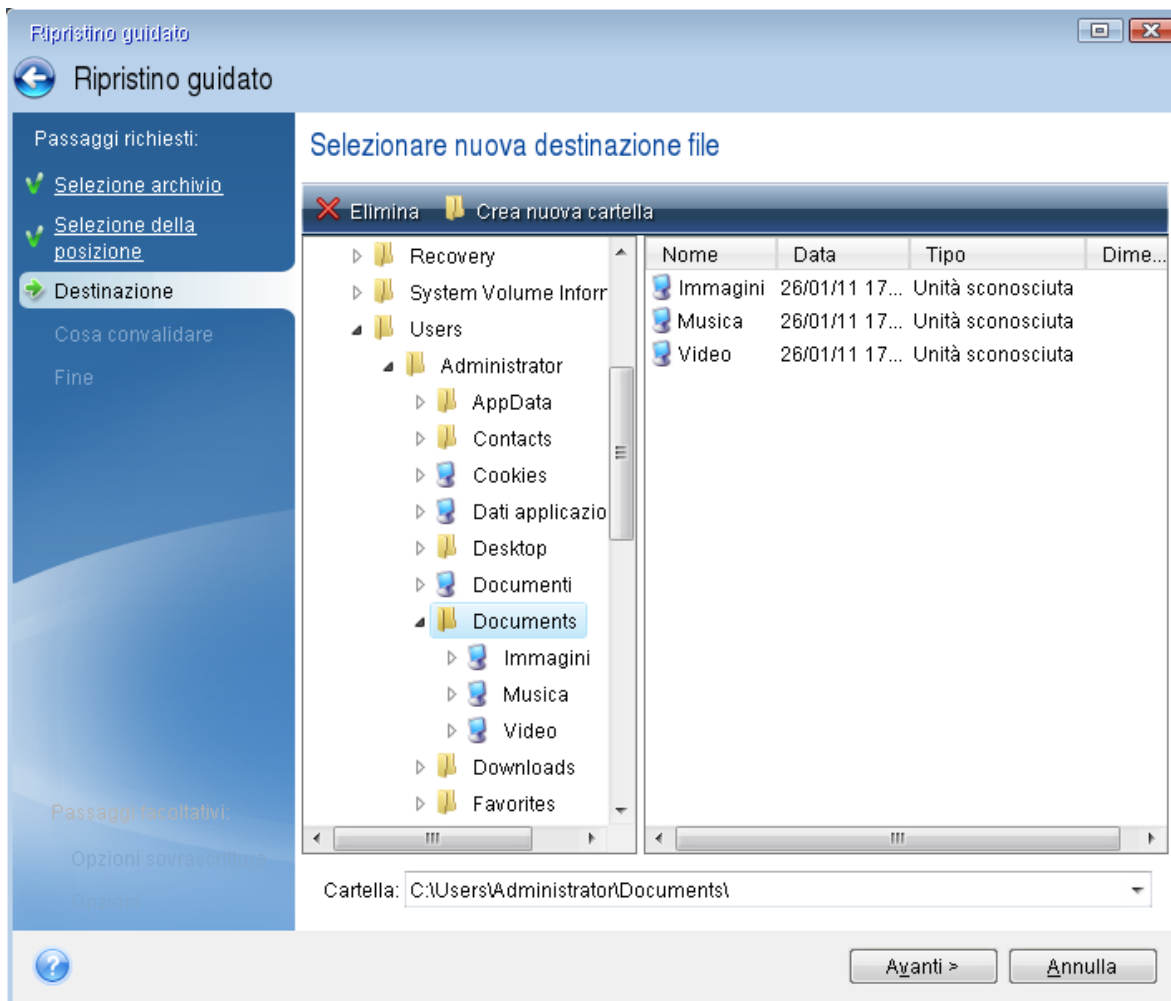 Ripristino guidato
Ripristino guidato
Passaggi richiesti:
Selezione archivio
Selezione della
posizione
Destinazione
Cosa convalidare
Fine
Passaggi facoltativi:
Opzioni sovrascrittura
Opzioni
Selezionare nuova destinazione file
Elimina Crea nuova cartella
Recovery
System Volume Inforr
Users
Administrator
AppData
Contacts
Cookies
Dati applicazio
Desktop
Documenti
Documents
Immagini
Musica
Video
Downloads
Favorites
Nome Data Tipo Dime...
Immagini 26/01/11 17... Unità sconosciuta
Musica 26/01/11 17... Unità sconosciuta
Video 26/01/11 17... Unità sconosciuta
Cartella: C:\Users\Administrator\Documents\
Avanti > Annulla